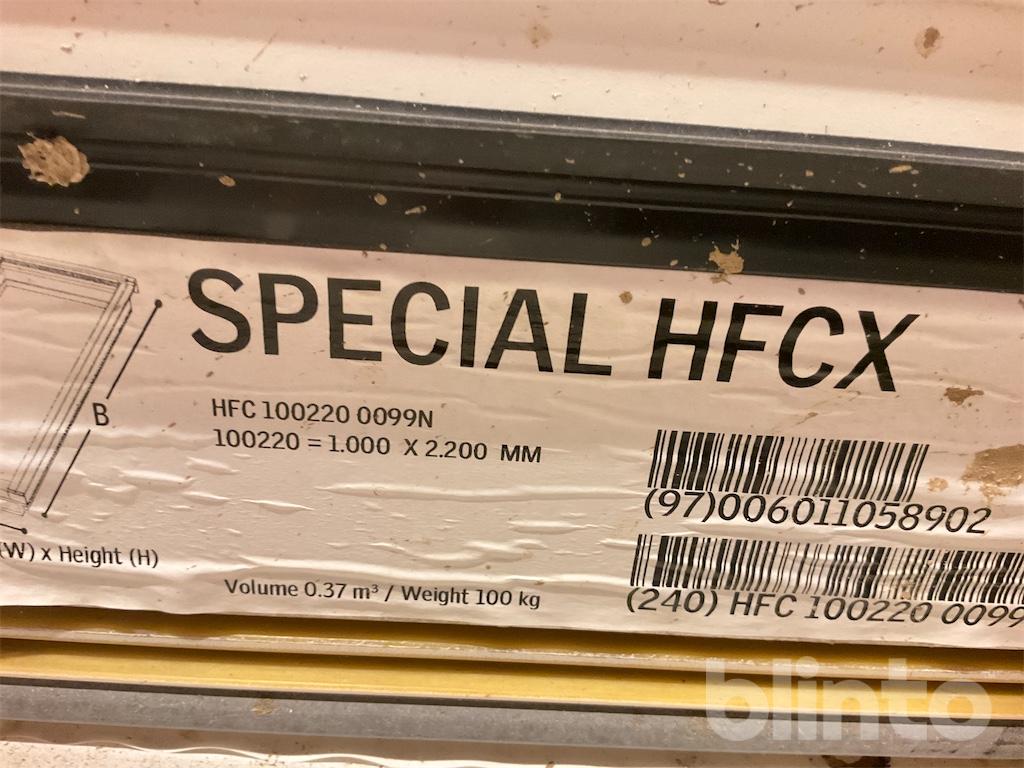 SPECIAL HFCX
HFC 100220 0099N
100220 = 1.000 X 2.200 MM
B
(97)006011058902
(W) x Height (H)
Volume 0.37 m³ / Weight 100 kg
(240) HFC 100220 0099
blinto